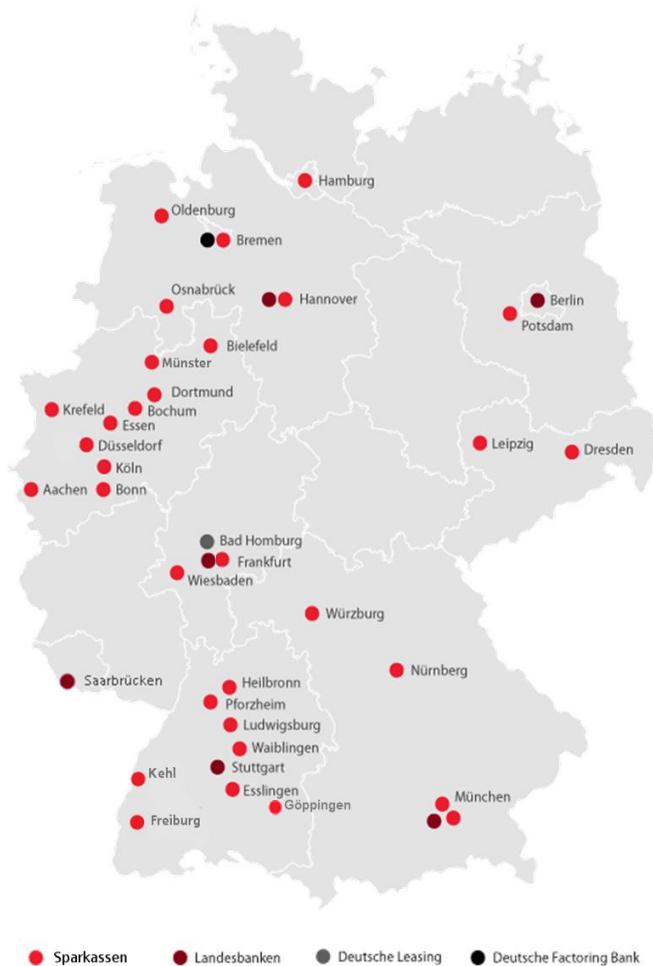 Hamburg
Oldenburg
Bremen
Osnabrück
Hannover
Berlin
Potsdam
Bielefeld
Münster
Dortmund
Krefeld
Bochum
Essen
Düsseldorf
Leipzig
Dresden
Köln
Aachen
Bonn
Bad Homburg
Frankfurt
Wiesbaden
Würzburg
Nürnberg
Saarbrücken
Heilbronn
Pforzheim
Ludwigsburg
Waiblingen
Stuttgart
Kehl
Esslingen
Göppingen
München
Freiburg
Sparkassen
Landesbanken
Deutsche Leasing
Deutsche Factoring Bank